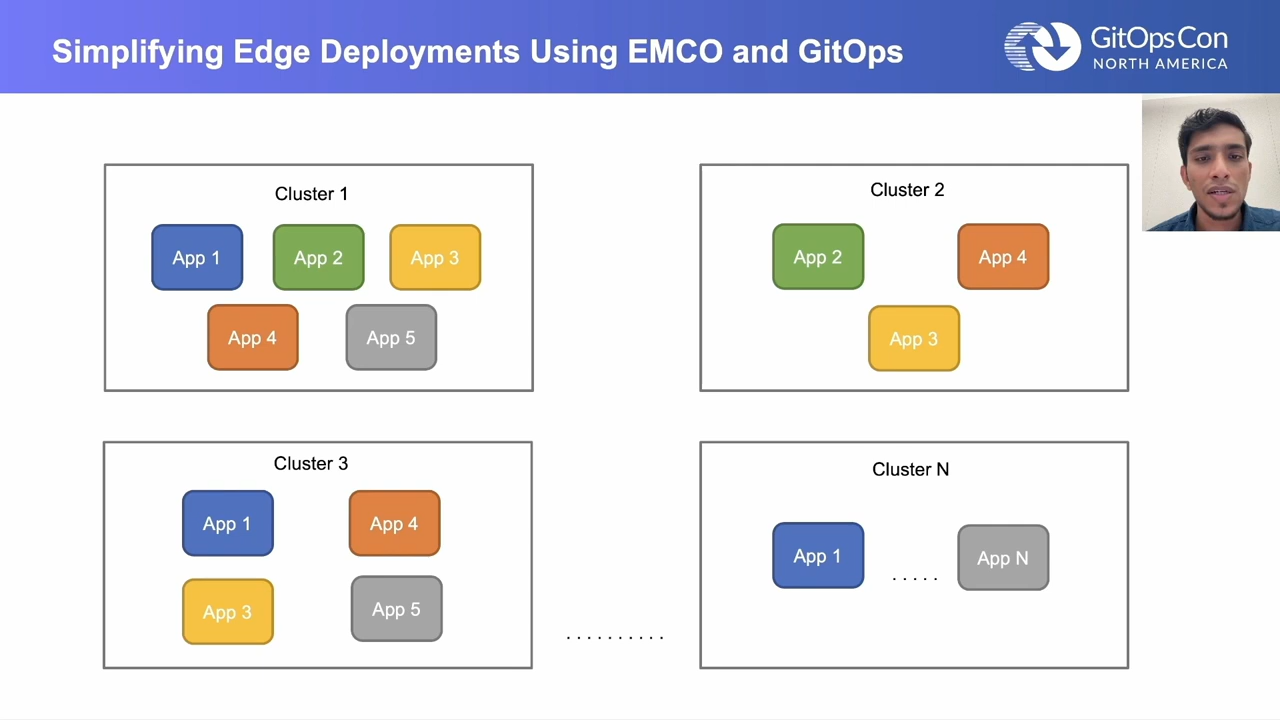 Simplifying Edge Deployments Using EMCO and GitOps
GitOpsCon
NORTH AMERICA
Cluster 1
App 1
App 2
App 3
App 4
App 5
Cluster 2
App 2
App 4
App 3
Cluster 3
App 1
App 4
App 3
App 5
..........
Cluster N
App 1
.....
App N